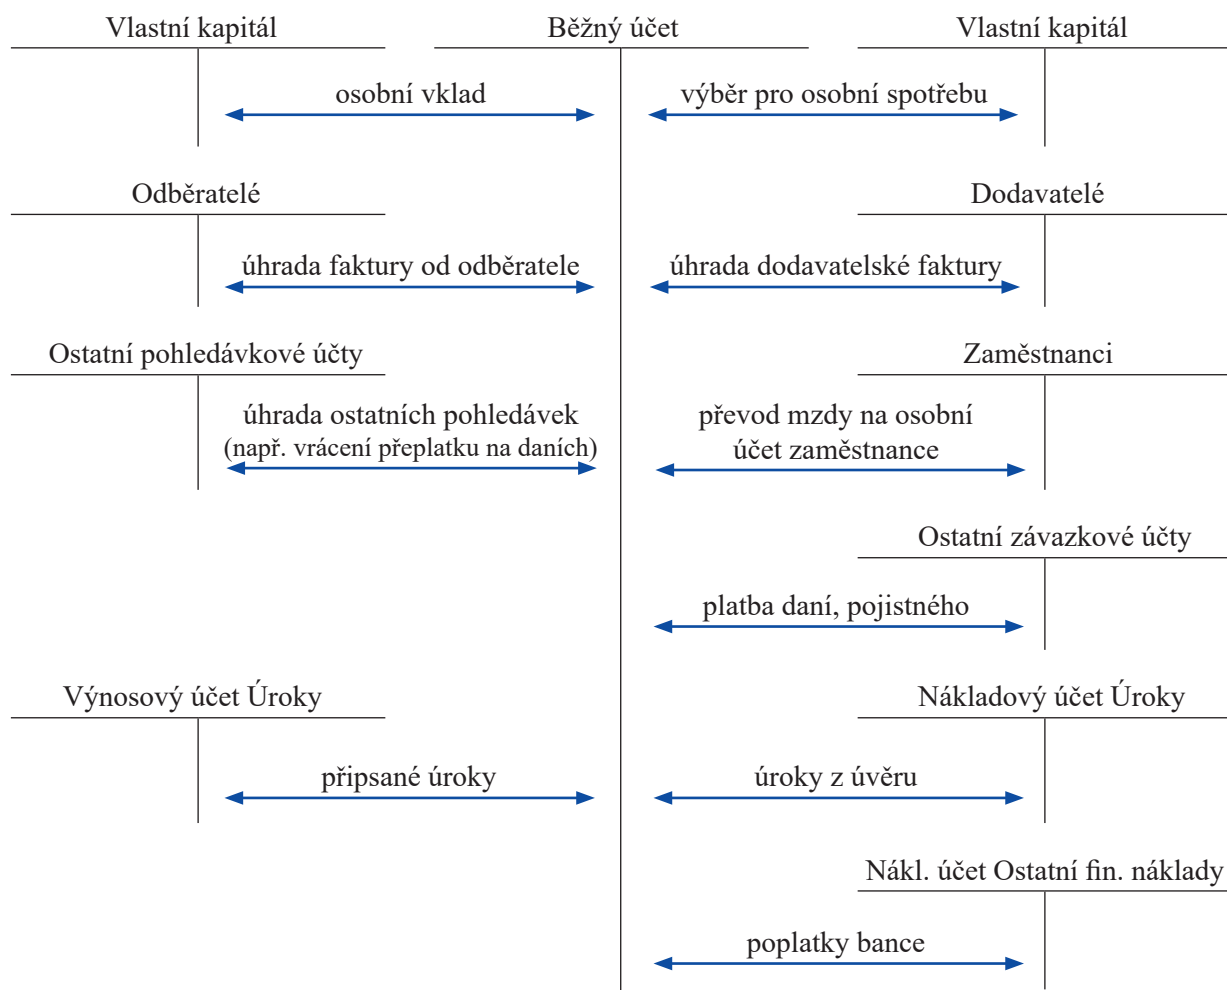 Vlastní kapitál
Běžný účet
Vlastní kapitál
osobní vklad
výběr pro osobní spotřebu
Odběratelé
Dodavatelé
úhrada faktury od odběratele
úhrada dodavatelské faktury
Ostatní pohledávkové účty
Zaměstnanci
úhrada ostatních pohledávek
(např. vrácení přeplatku na daních)
převod mzdy na osobní
účet zaměstnance
Ostatní závazkové účty
platba daní, pojistného
Výnosový účet Úroky
Nákladový účet Úroky
připsané úroky
úroky z úvěru
Nákl. účet Ostatní fin. náklady
poplatky bance